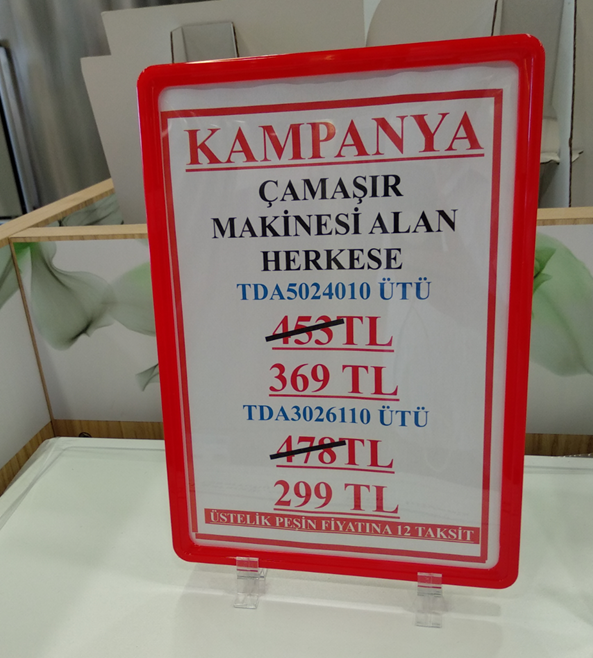 KAMPANYA
ÇAMAŞIR
MAKİNESİ ALAN
HERKESE
TDA5024010 ÜTÜ
453TL
369 TL
TDA3026110 ÜTÜ
478TL
299 TL
ÜSTELİK PEŞİN FİYATINA 12 TAKSİT